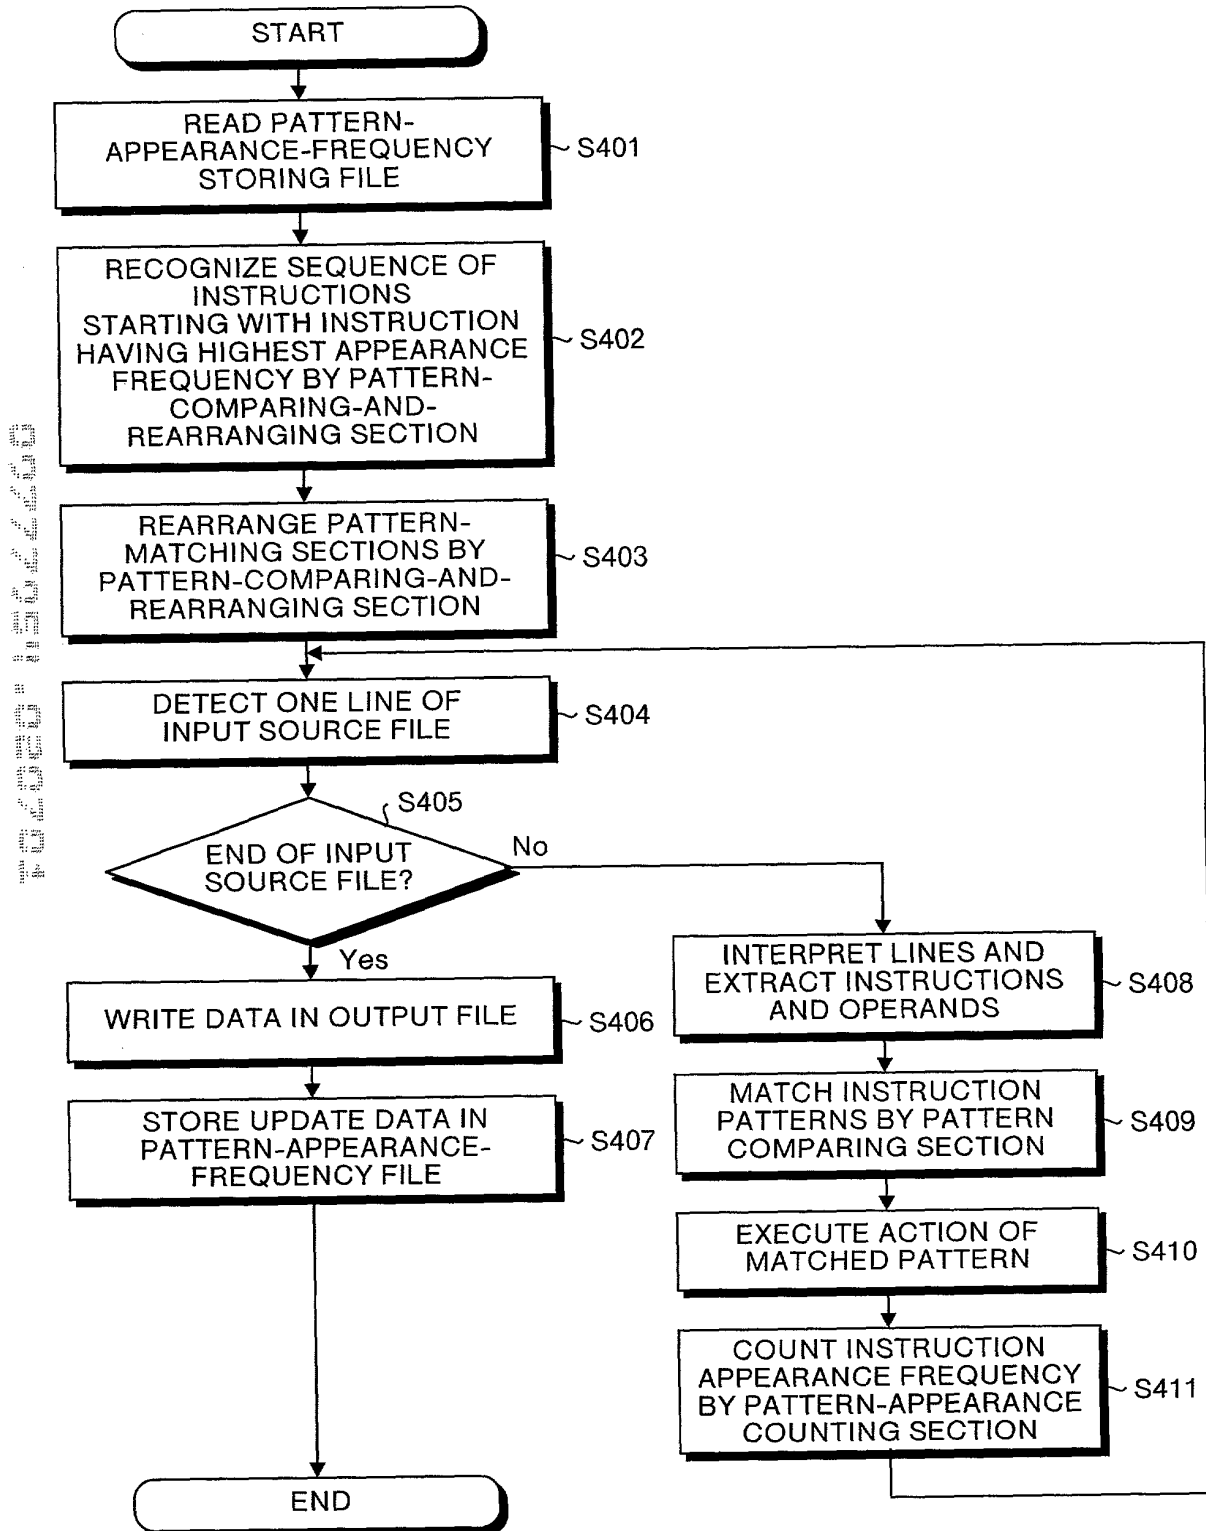 START
READ PATTERN-
APPEARANCE-FREQUENCY
STORING FILE
S401
RECOGNIZE SEQUENCE OF
INSTRUCTIONS
STARTING WITH INSTRUCTION
HAVING HIGHEST APPEARANCE
FREQUENCY BY PATTERN-
COMPARING-AND-
REARRANGING SECTION
S402
REARRANGE PATTERN-
MATCHING SECTIONS BY
PATTERN-COMPARING-AND-
REARRANGING SECTION
S403
DETECT ONE LINE OF
INPUT SOURCE FILE
S404
S405
END OF INPUT
SOURCE FILE?
No
Yes
WRITE DATA IN OUTPUT FILE
S406
STORE UPDATE DATA IN
PATTERN-APPEARANCE-
FREQUENCY FILE
S407
INTERPRET LINES AND
EXTRACT INSTRUCTIONS
AND OPERANDS
S408
MATCH INSTRUCTION
PATTERNS BY PATTERN
COMPARING SECTION
S409
EXECUTE ACTION OF
MATCHED PATTERN
S410
COUNT INSTRUCTION
APPEARANCE FREQUENCY
BY PATTERN-APPEARANCE
COUNTING SECTION
S411
END